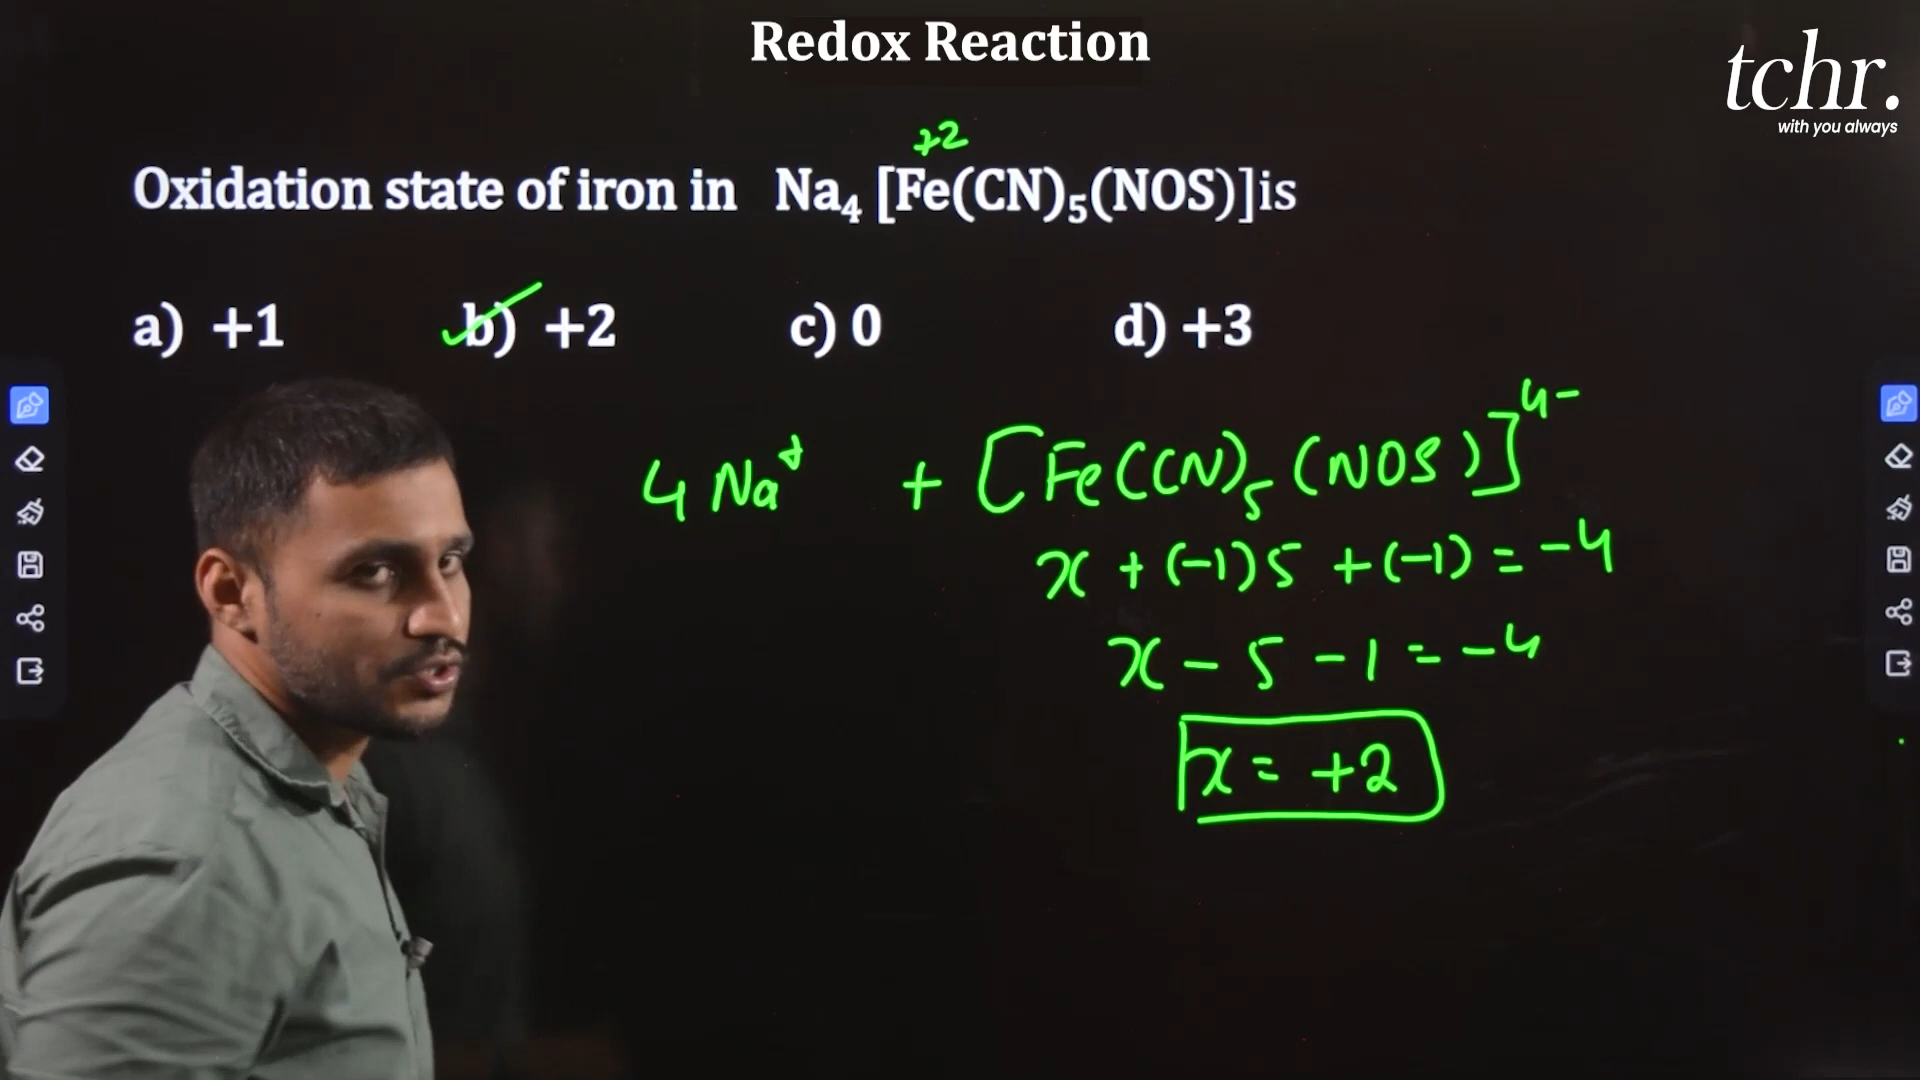 Redox Reaction
tchr.
with you always
+2
Oxidation state of iron in Na₄ [Fe(CN)₅(NOS)]is
a) +1 b) +2 c) 0 d) +3
4 Na⁺ + [Fe(CN)₅ (NOS)]⁴⁻
x + (-1)5 + (-1) = -4
x - 5 - 1 = -4
x = +2